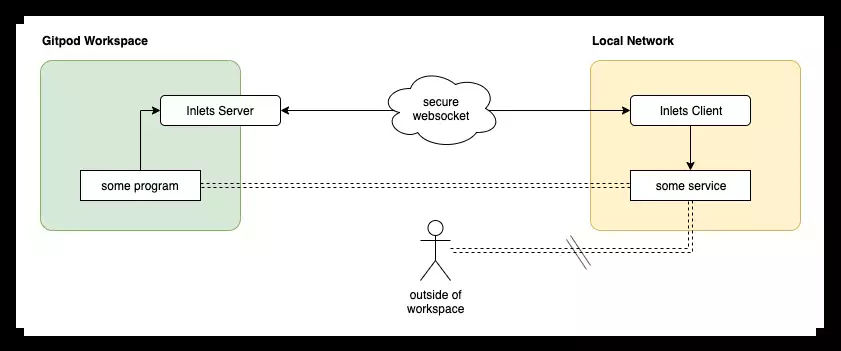 Gitpod Workspace
Local Network
Inlets Server
secure
websocket
Inlets Client
some program
some service
outside of
workspace